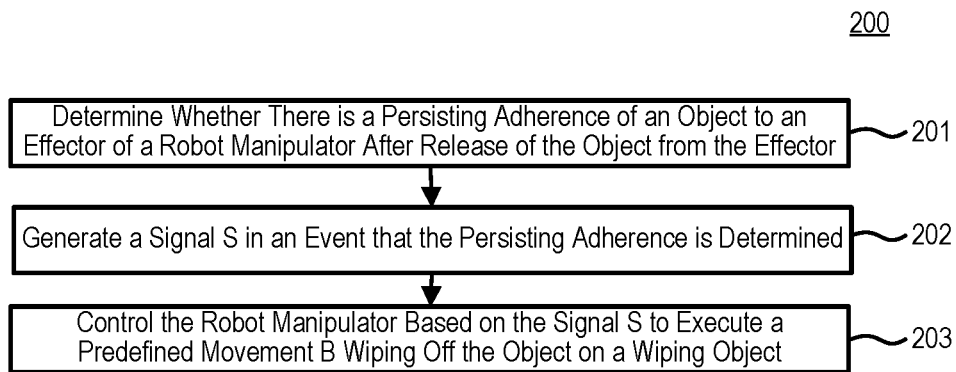 200
Determine Whether There is a Persisting Adherence of an Object to an
Effector of a Robot Manipulator After Release of the Object from the Effector
201
Generate a Signal S in an Event that the Persisting Adherence is Determined
202
Control the Robot Manipulator Based on the Signal S to Execute a
Predefined Movement B Wiping Off the Object on a Wiping Object
203